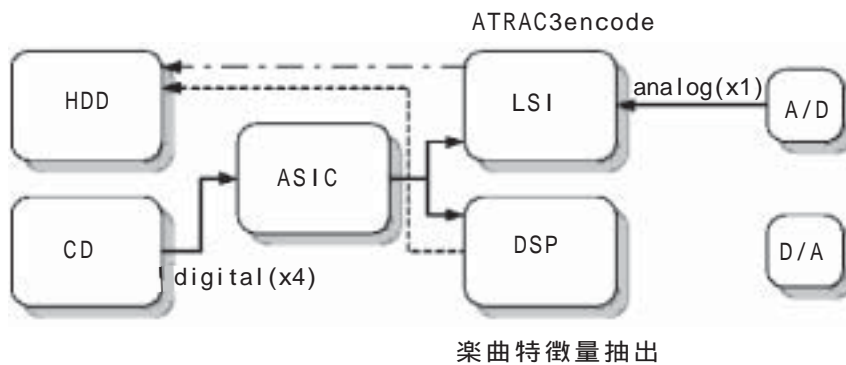 ATRAC3encode
HDD
LSI
analog(x1)
A/D
ASIC
CD
digital(x4)
DSP
D/A
楽曲特徴量抽出